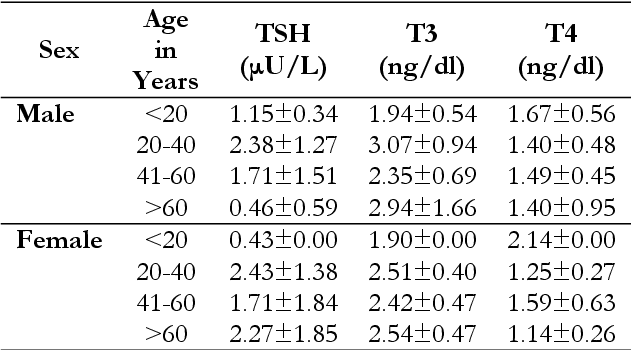 Sex Age in Years TSH (µU/L) T3 (ng/dl) T4 (ng/dl)
Male <20 1.15±0.34 1.94±0.54 1.67±0.56
20-40 2.38±1.27 3.07±0.94 1.40±0.48
41-60 1.71±1.51 2.35±0.69 1.49±0.45
>60 0.46±0.59 2.94±1.66 1.40±0.95
Female <20 0.43±0.00 1.90±0.00 2.14±0.00
20-40 2.43±1.38 2.51±0.40 1.25±0.27
41-60 1.71±1.84 2.42±0.47 1.59±0.63
>60 2.27±1.85 2.54±0.47 1.14±0.26